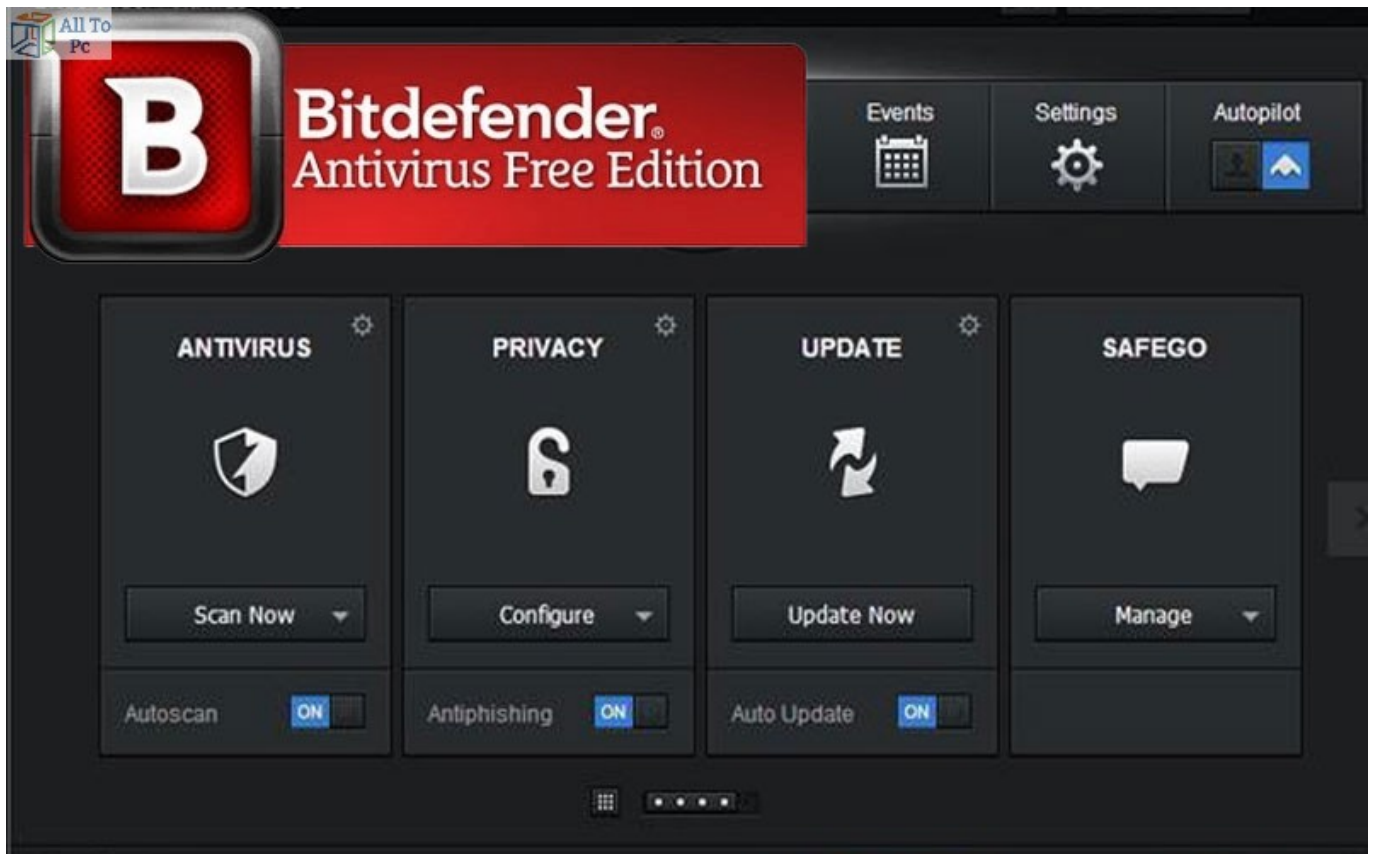 All To
Pc
B
Bitdefender®
Antivirus Free Edition
Events
Settings
Autopilot
ANTIVIRUS
PRIVACY
UPDATE
SAFEGO
Scan Now
Configure
Update Now
Manage
Autoscan
ON
Antiphishing
ON
Auto Update
ON